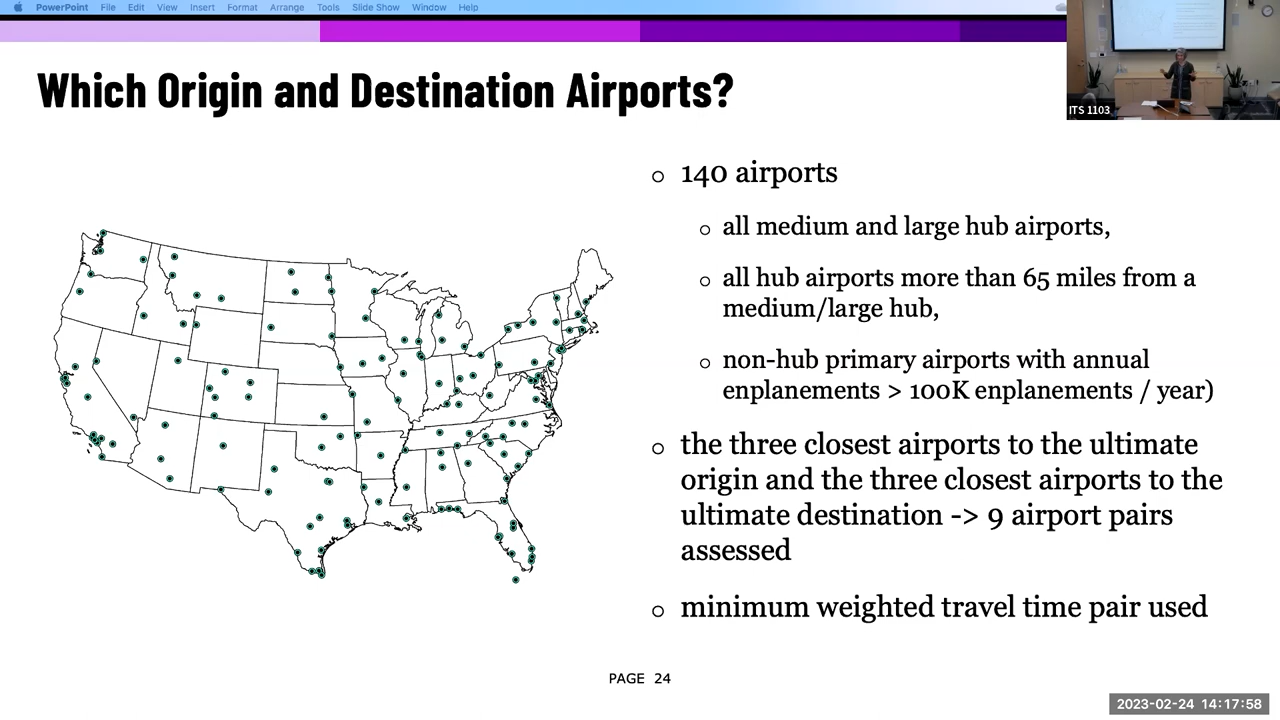 PowerPoint File Edit View Insert Format Arrange Tools Slide Show Window Help
Which Origin and Destination Airports?
ITS 1103
140 airports
all medium and large hub airports,
all hub airports more than 65 miles from a
medium/large hub,
non-hub primary airports with annual
enplanements > 100K enplanements / year)
the three closest airports to the ultimate
origin and the three closest airports to the
ultimate destination -> 9 airport pairs
assessed
minimum weighted travel time pair used
PAGE 24
2023-02-24 14:17:58